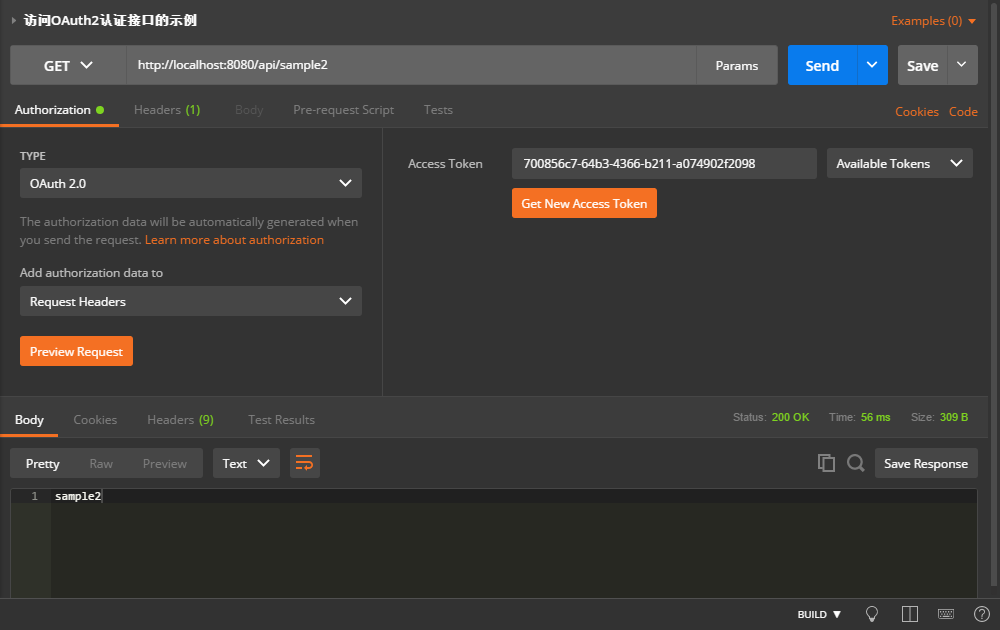 访问OAuth2认证接口的示例
Examples (0)
GET
http://localhost:8080/api/sample2
Params
Send
Save
Authorization
Headers (1)
Body
Pre-request Script
Tests
Cookies
Code
TYPE
OAuth 2.0
The authorization data will be automatically generated when
you send the request. Learn more about authorization
Add authorization data to
Request Headers
Preview Request
Access Token
700856c7-64b3-4366-b211-a074902f2098
Available Tokens
Get New Access Token
Body
Cookies
Headers (9)
Test Results
Status: 200 OK
Time: 56 ms
Size: 309 B
Pretty
Raw
Preview
Text
Save Response
1
sample2
BUILD